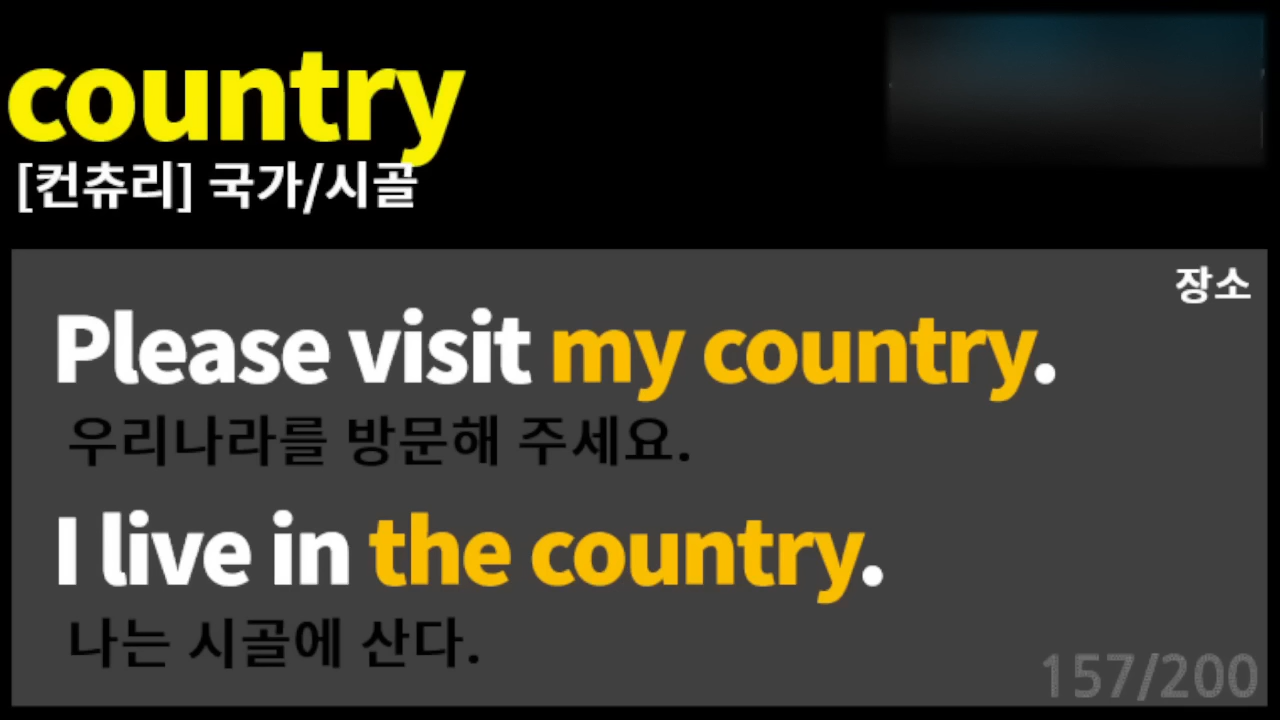 country
[컨츄리] 국가/시골
장소
Please visit my country.
우리나라를 방문해 주세요.
I live in the country.
나는 시골에 산다.
157/200